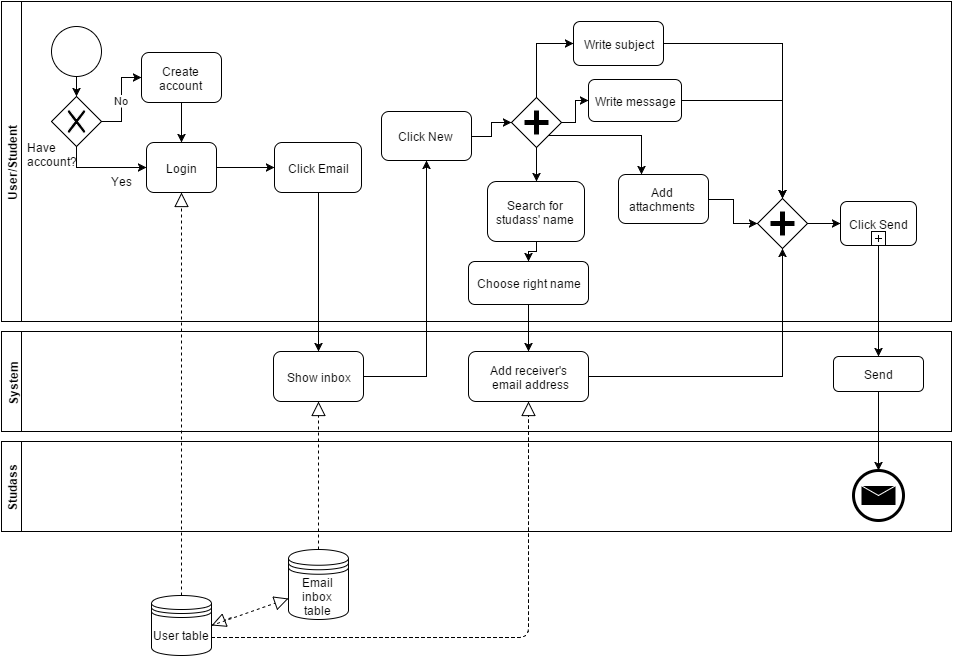 User/Student
Have
account?
No
Yes
Create
account
Login
Click Email
Click New
Write subject
Write message
Search for
studass' name
Add
attachments
Choose right name
Click Send
System
Show inbox
Add receiver's
email address
Send
Studass
Email
inbox
table
User table